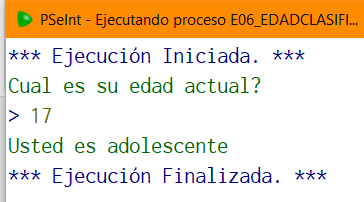 PSeInt - Ejecutando proceso E06_EDADCLASIFI...
*** Ejecución Iniciada. ***
Cual es su edad actual?
> 17
Usted es adolescente
*** Ejecución Finalizada. ***